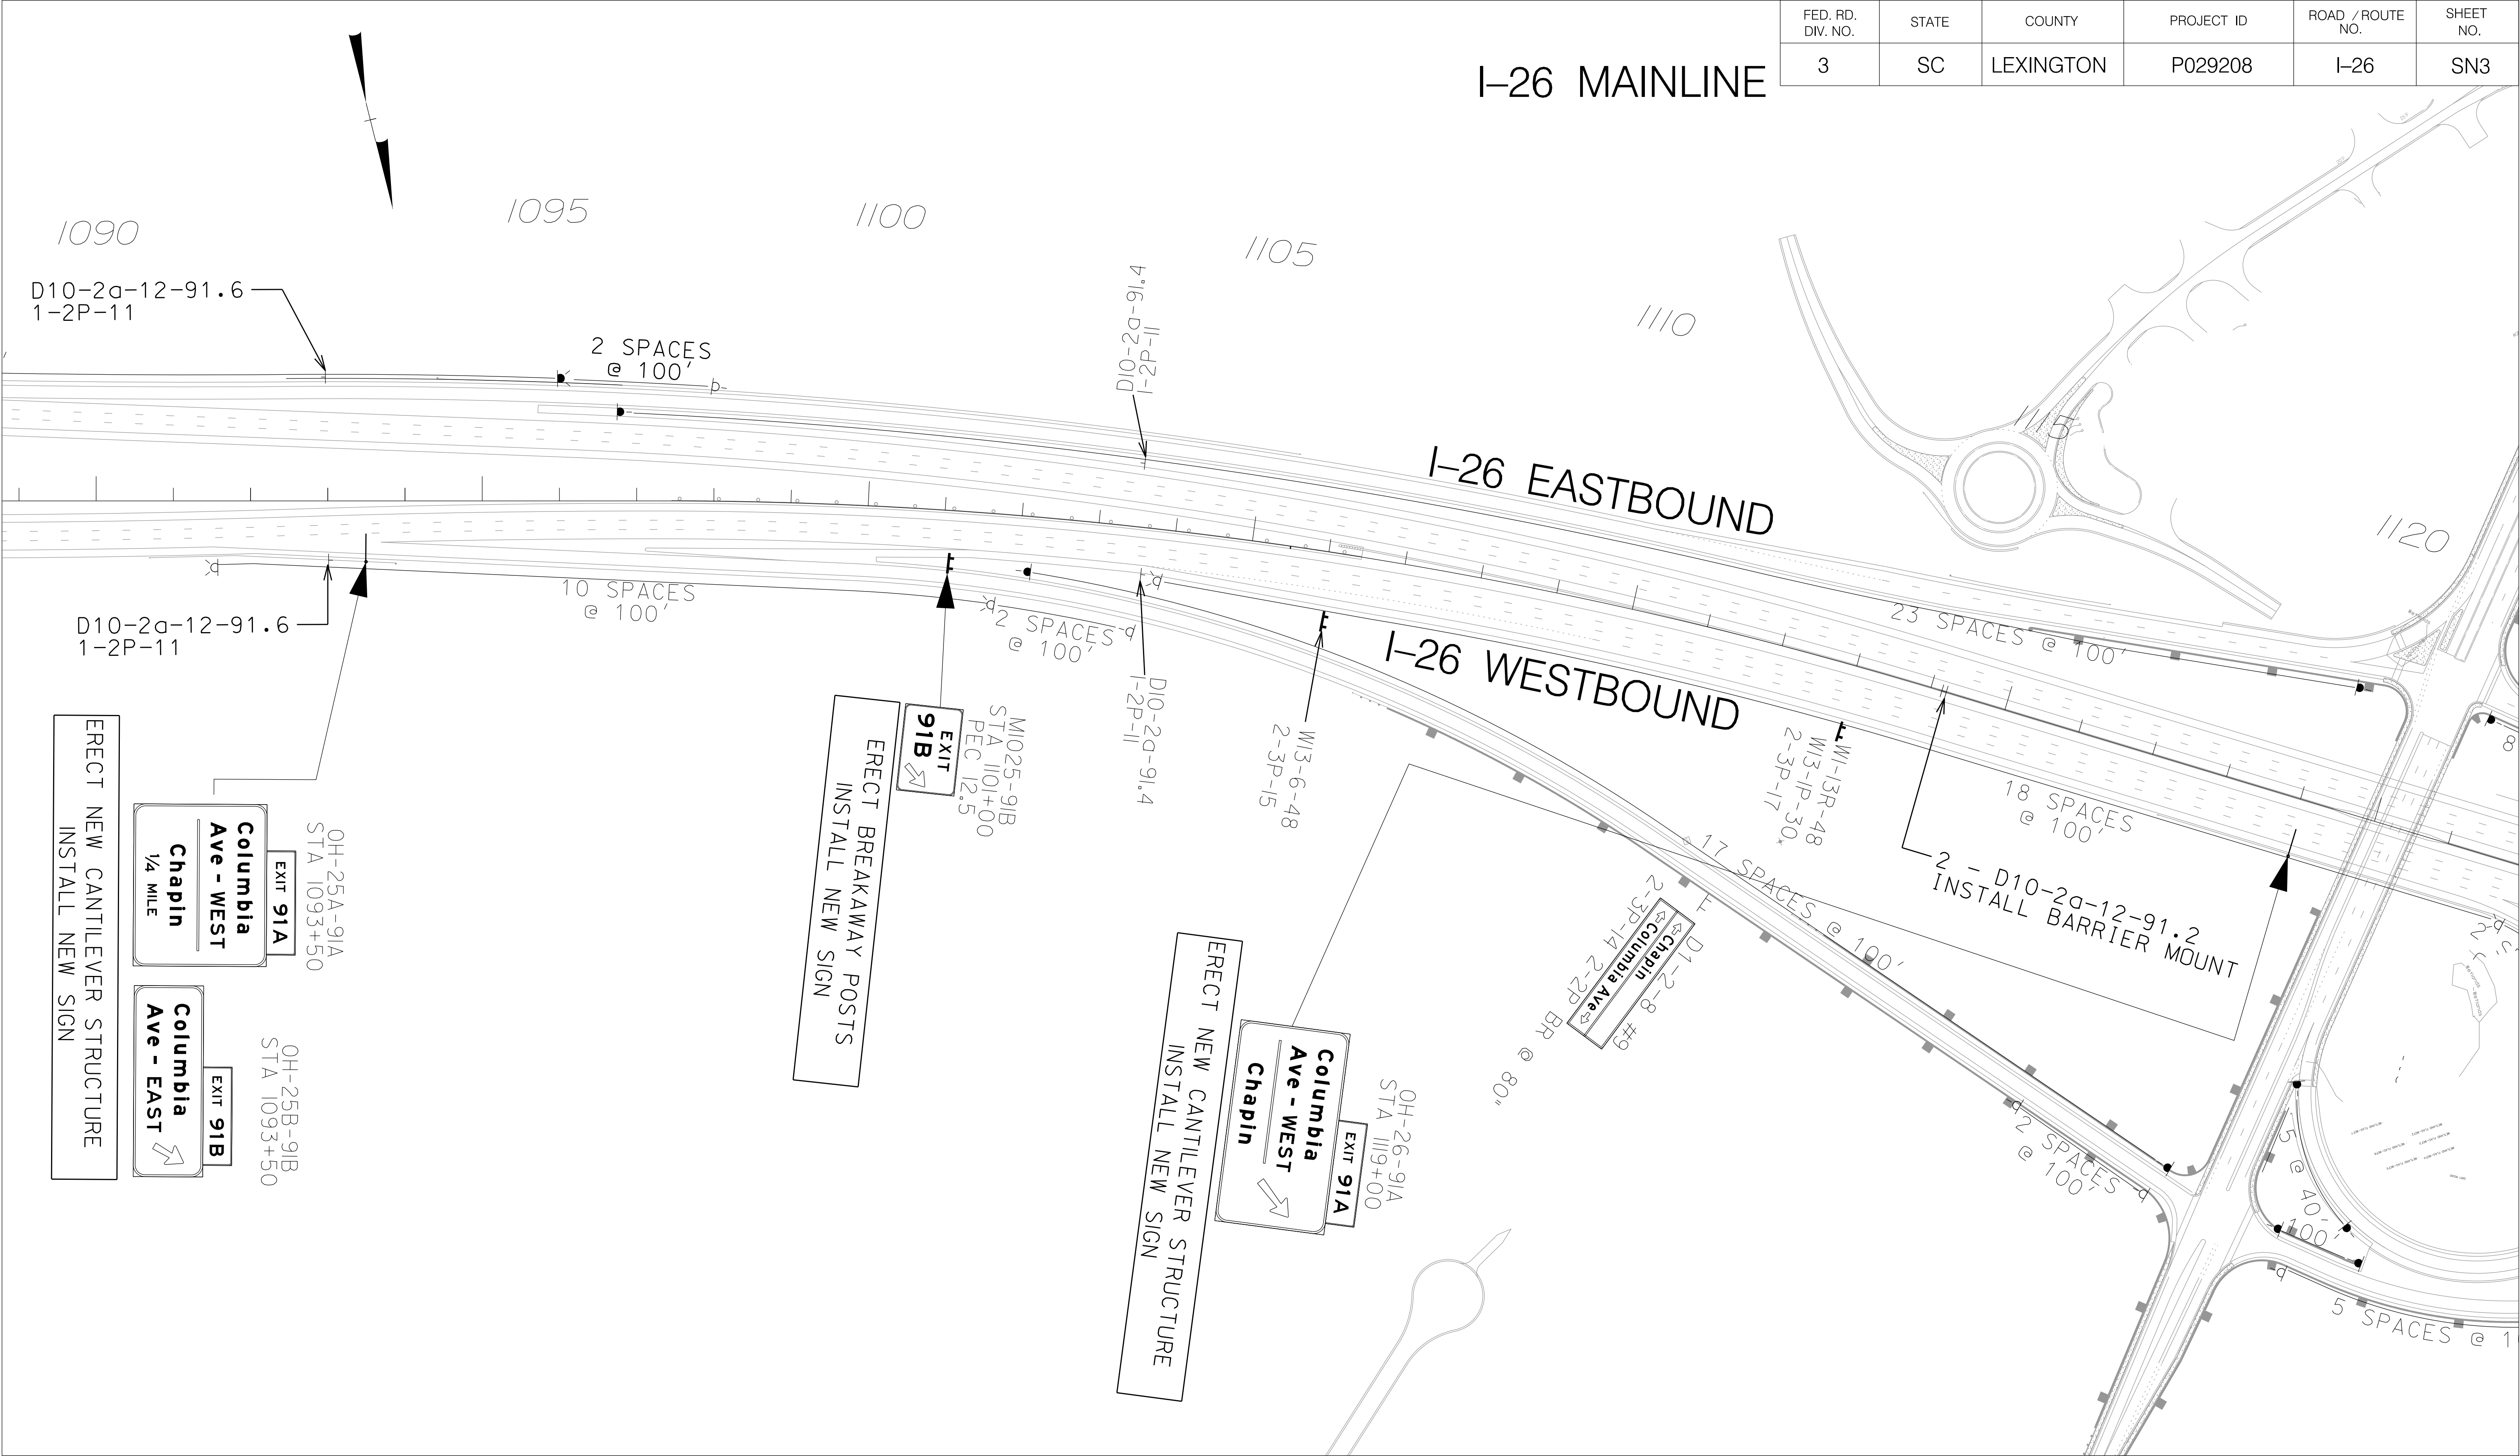 FED. RD. DIV. NO.
STATE
COUNTY
PROJECT ID
ROAD / ROUTE NO.
SHEET NO.
3
SC
LEXINGTON
P029208
I-26
SN3
I-26 MAINLINE
1090
1095
1100
1105
1110
1115
1120
D10-2a-12-91.6
1-2P-11
2 SPACES
@ 100'
D10-2a-91.4
1-2P-11
I-26 EASTBOUND
23 SPACES @ 100'
D10-2a-12-91.6
1-2P-11
10 SPACES
@ 100'
2 SPACES
@ 100'
I-26 WESTBOUND
D10-2a-91.4
1-2P-11
W13-6-48
2-3P-15
W1-13R-48
W13-1P-30
2-3P-17
18 SPACES
@ 100'
2 - D10-2a-12-91.2
INSTALL BARRIER MOUNT
17 SPACES @ 100'
2 SPACES
@ 100'
5 @ 40'
100'
5 SPACES @ 1
8
2 S
OH-25A-91A
STA 1093+50
EXIT 91A
Columbia
Ave - WEST
Chapin
1/4 MILE
OH-25B-91B
STA 1093+50
EXIT 91B
Columbia
Ave - EAST
ERECT NEW CANTILEVER STRUCTURE
INSTALL NEW SIGN
M1025-91B
STA 1101+00
PEC 12.5
EXIT
91B
ERECT BREAKAWAY POSTS
INSTALL NEW SIGN
D1-2-8 #9
Chapin
Columbia Ave
2-3P-14 2-2P BR @ 80"
OH-26-91A
STA 1119+00
EXIT 91A
Columbia
Ave - WEST
Chapin
ERECT NEW CANTILEVER STRUCTURE
INSTALL NEW SIGN